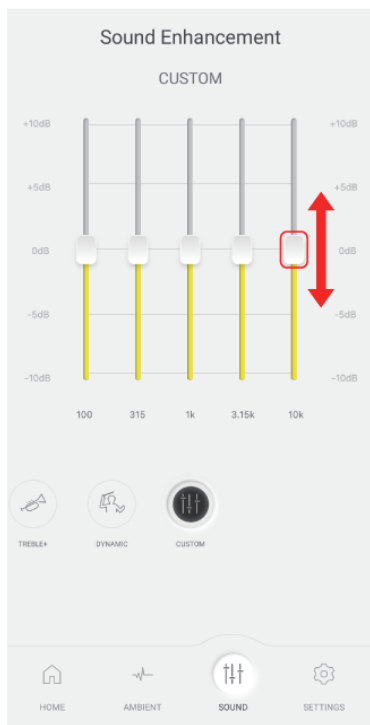 Sound Enhancement
CUSTOM
+10dB +10dB
+5dB +5dB
0dB 0dB
-5dB -5dB
-10dB -10dB
100 315 1k 3.15k 10k
TREBLE+ DYNAMIC CUSTOM
HOME AMBIENT SOUND SETTINGS